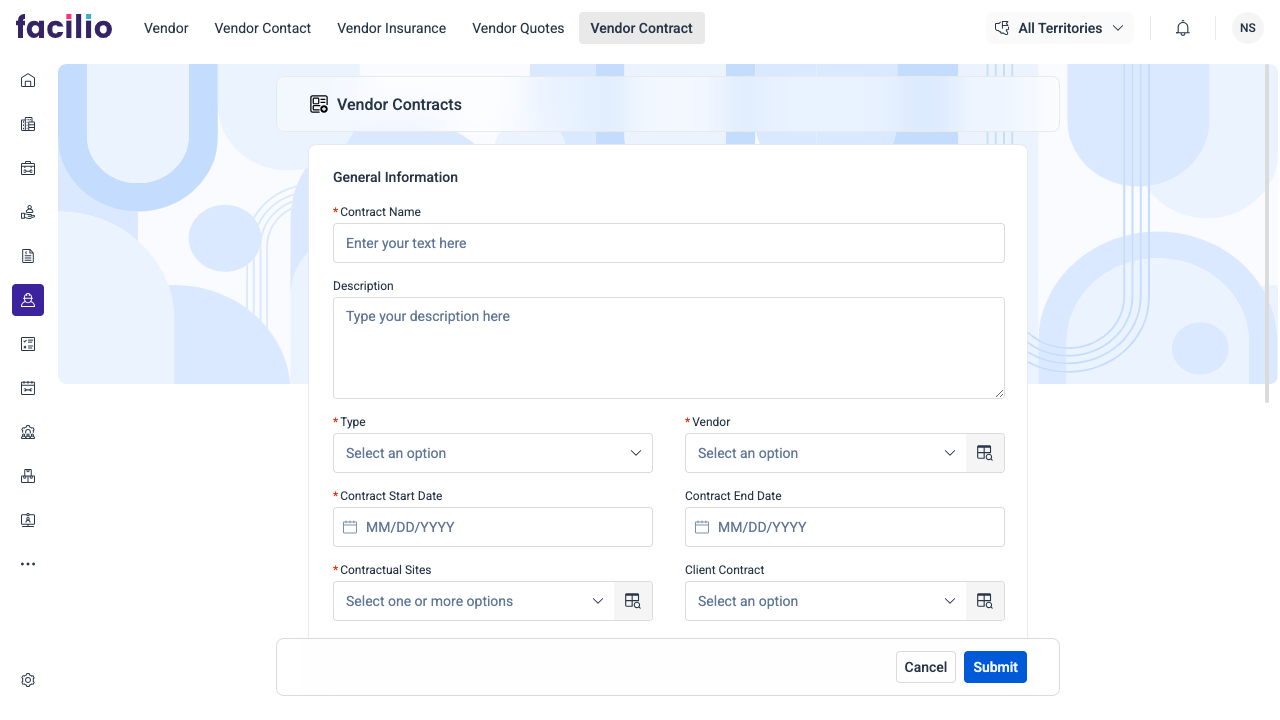 facilio
Vendor
Vendor Contact
Vendor Insurance
Vendor Quotes
Vendor Contract
All Territories
NS
Vendor Contracts
General Information
* Contract Name
Enter your text here
Description
Type your description here
* Type
* Vendor
Select an option
Select an option
* Contract Start Date
Contract End Date
MM/DD/YYYY
MM/DD/YYYY
* Contractual Sites
Client Contract
Select one or more options
Select an option
Cancel
Submit